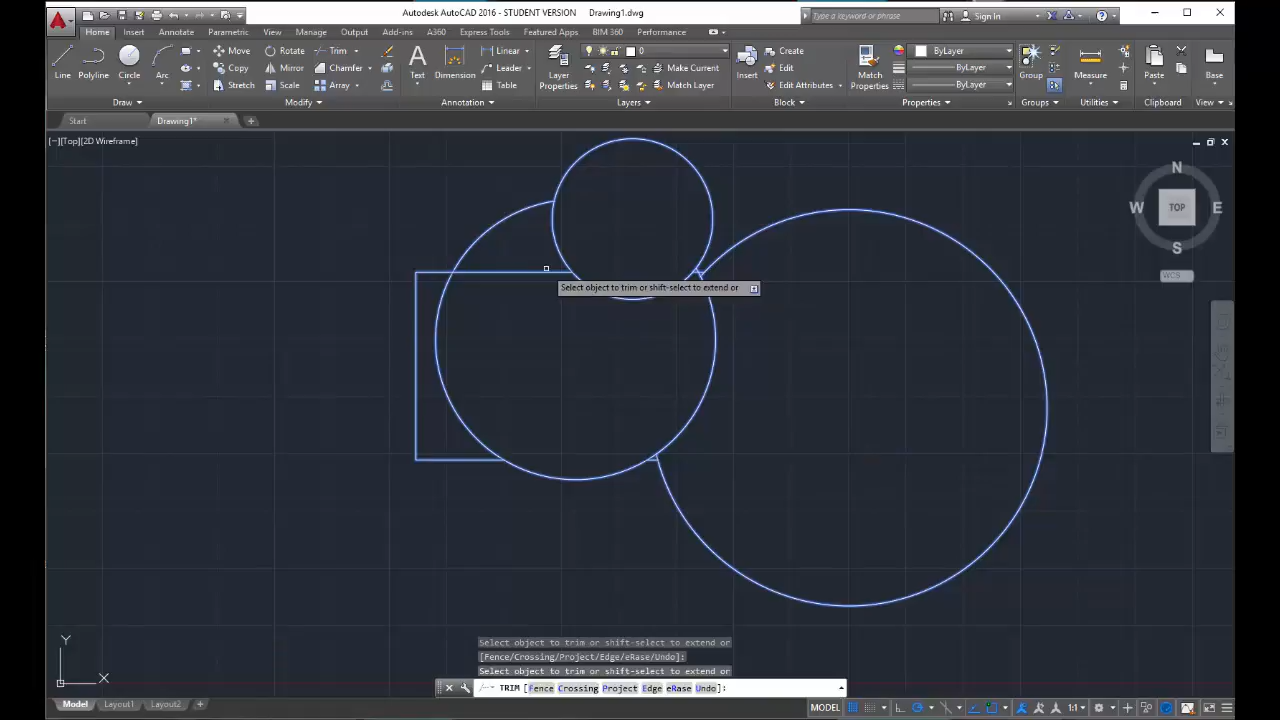 Autodesk AutoCAD 2016 - STUDENT VERSION Drawing1.dwg
Type a keyword or phrase
Sign In
Home Insert Annotate Parametric View Manage Output Add-ins A360 Express Tools Featured Apps BIM 360 Performance
Line
Polyline
Circle
Arc
Move
Rotate
Trim
Copy
Mirror
Chamfer
Stretch
Scale
Array
Text
Dimension
Linear
Leader
Table
Layer
Properties
0
Make Current
Match Layer
Insert
Create
Edit
Edit Attributes
Match
Properties
ByLayer
ByLayer
ByLayer
Group
Measure
Paste
Base
Draw
Modify
Annotation
Layers
Block
Properties
Groups
Utilities
Clipboard
View
Start
Drawing1*
[−][Top][2D Wireframe]
N
W
TOP
E
S
WCS
Select object to trim or shift-select to extend or
Y
X
Select object to trim or shift-select to extend or
[Fence/Crossing/Project/Edge/eRase/Undo]:
Select object to trim or shift-select to extend or
TRIM [Fence Crossing Project Edge eRase Undo]:
Model Layout1 Layout2
MODEL
1:1